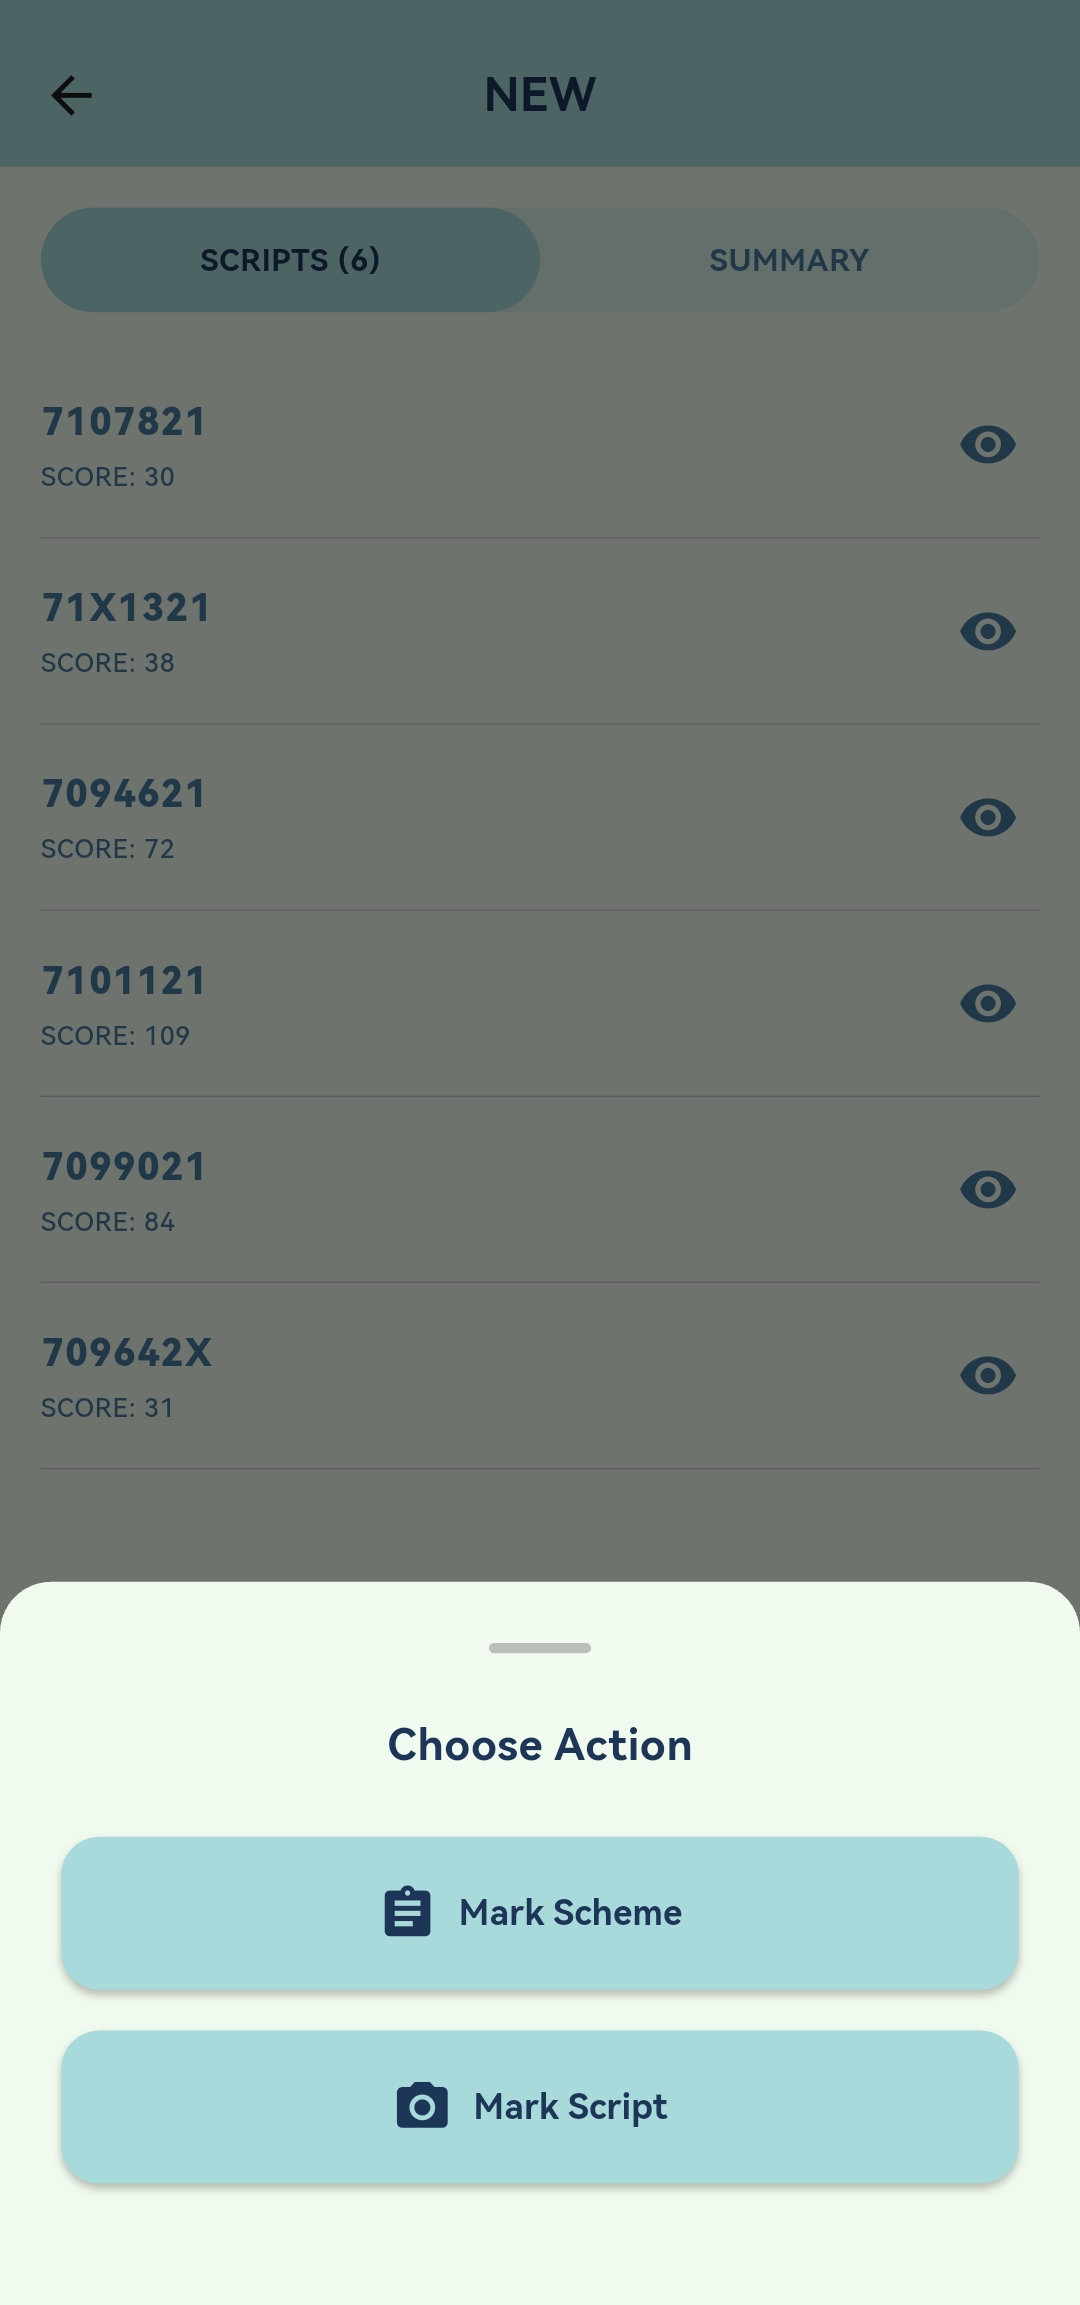 NEW
SCRIPTS (6)
SUMMARY
7107821
SCORE: 30
71X1321
SCORE: 38
7094621
SCORE: 72
7101121
SCORE: 109
7099021
SCORE: 84
709642X
SCORE: 31
Choose Action
Mark Scheme
Mark Script